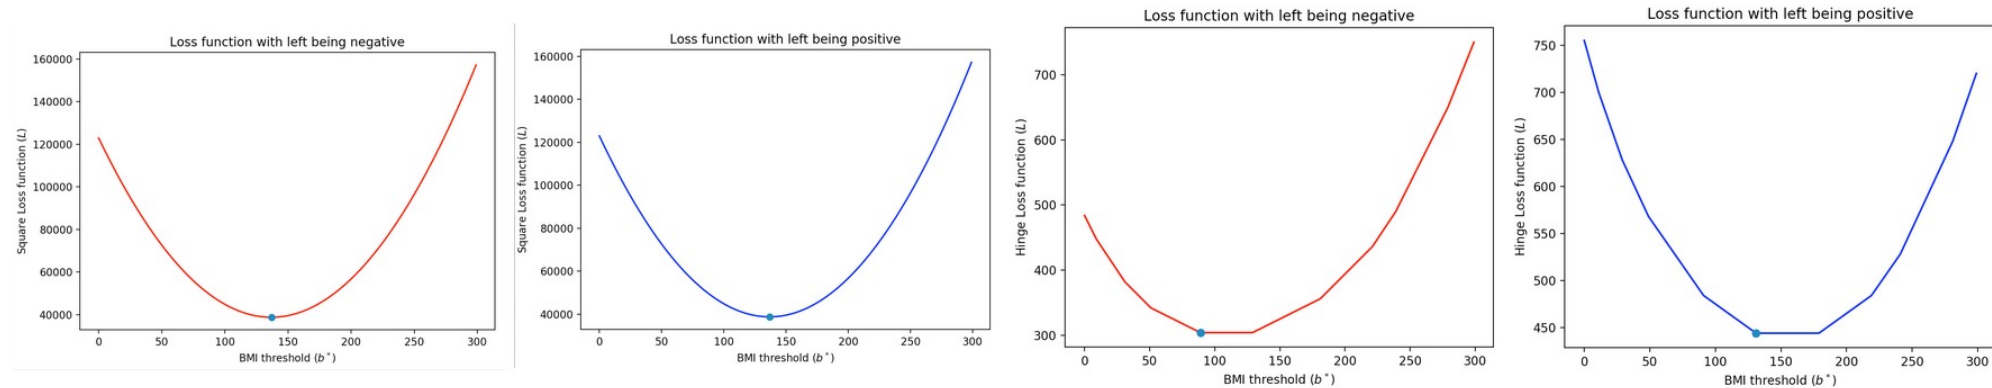 Loss function with left being negative
160000
140000
120000
100000
80000
60000
40000
Square Loss function (L)
0 50 100 150 200 250 300
BMI threshold (b*)
Loss function with left being positive
160000
140000
120000
100000
80000
60000
40000
Square Loss function (L)
0 50 100 150 200 250 300
BMI threshold (b*)
Loss function with left being negative
700
600
500
400
300
Hinge Loss function (L)
0 50 100 150 200 250 300
BMI threshold (b*)
Loss function with left being positive
750
700
650
600
550
500
450
Hinge Loss function (L)
0 50 100 150 200 250 300
BMI threshold (b*)